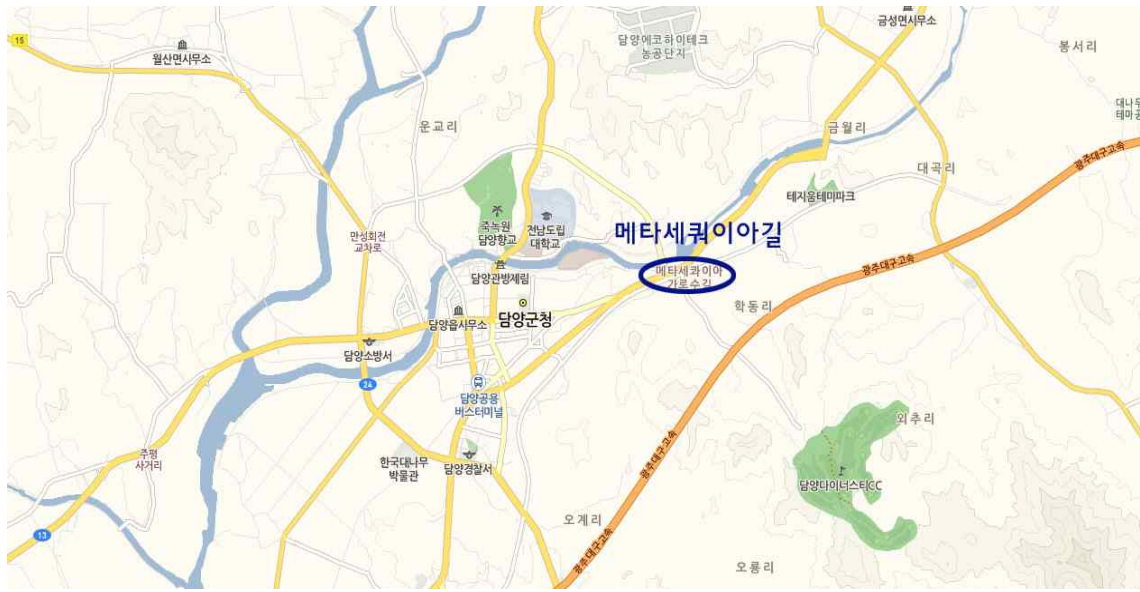 금성면사무소
15
월산면사무소
담양에코하이테크
농공단지
봉서리
대나무
테마공
운교리
금월리
광주대구고속
대곡리
테지움테마파크
죽녹원
담양향교
전남도립
대학교
메타세쿼이아길
만성회전
교차로
담양관방제림
메타세콰이아
가로수길
광주대구고속
학동리
담양읍사무소
담양군청
담양소방서
24
담양공용
버스터미널
외추리
주평
사거리
한국대나무
박물관
담양경찰서
광주대구고속
담양다이너스티CC
오계리
13
광주대구고속
오룡리